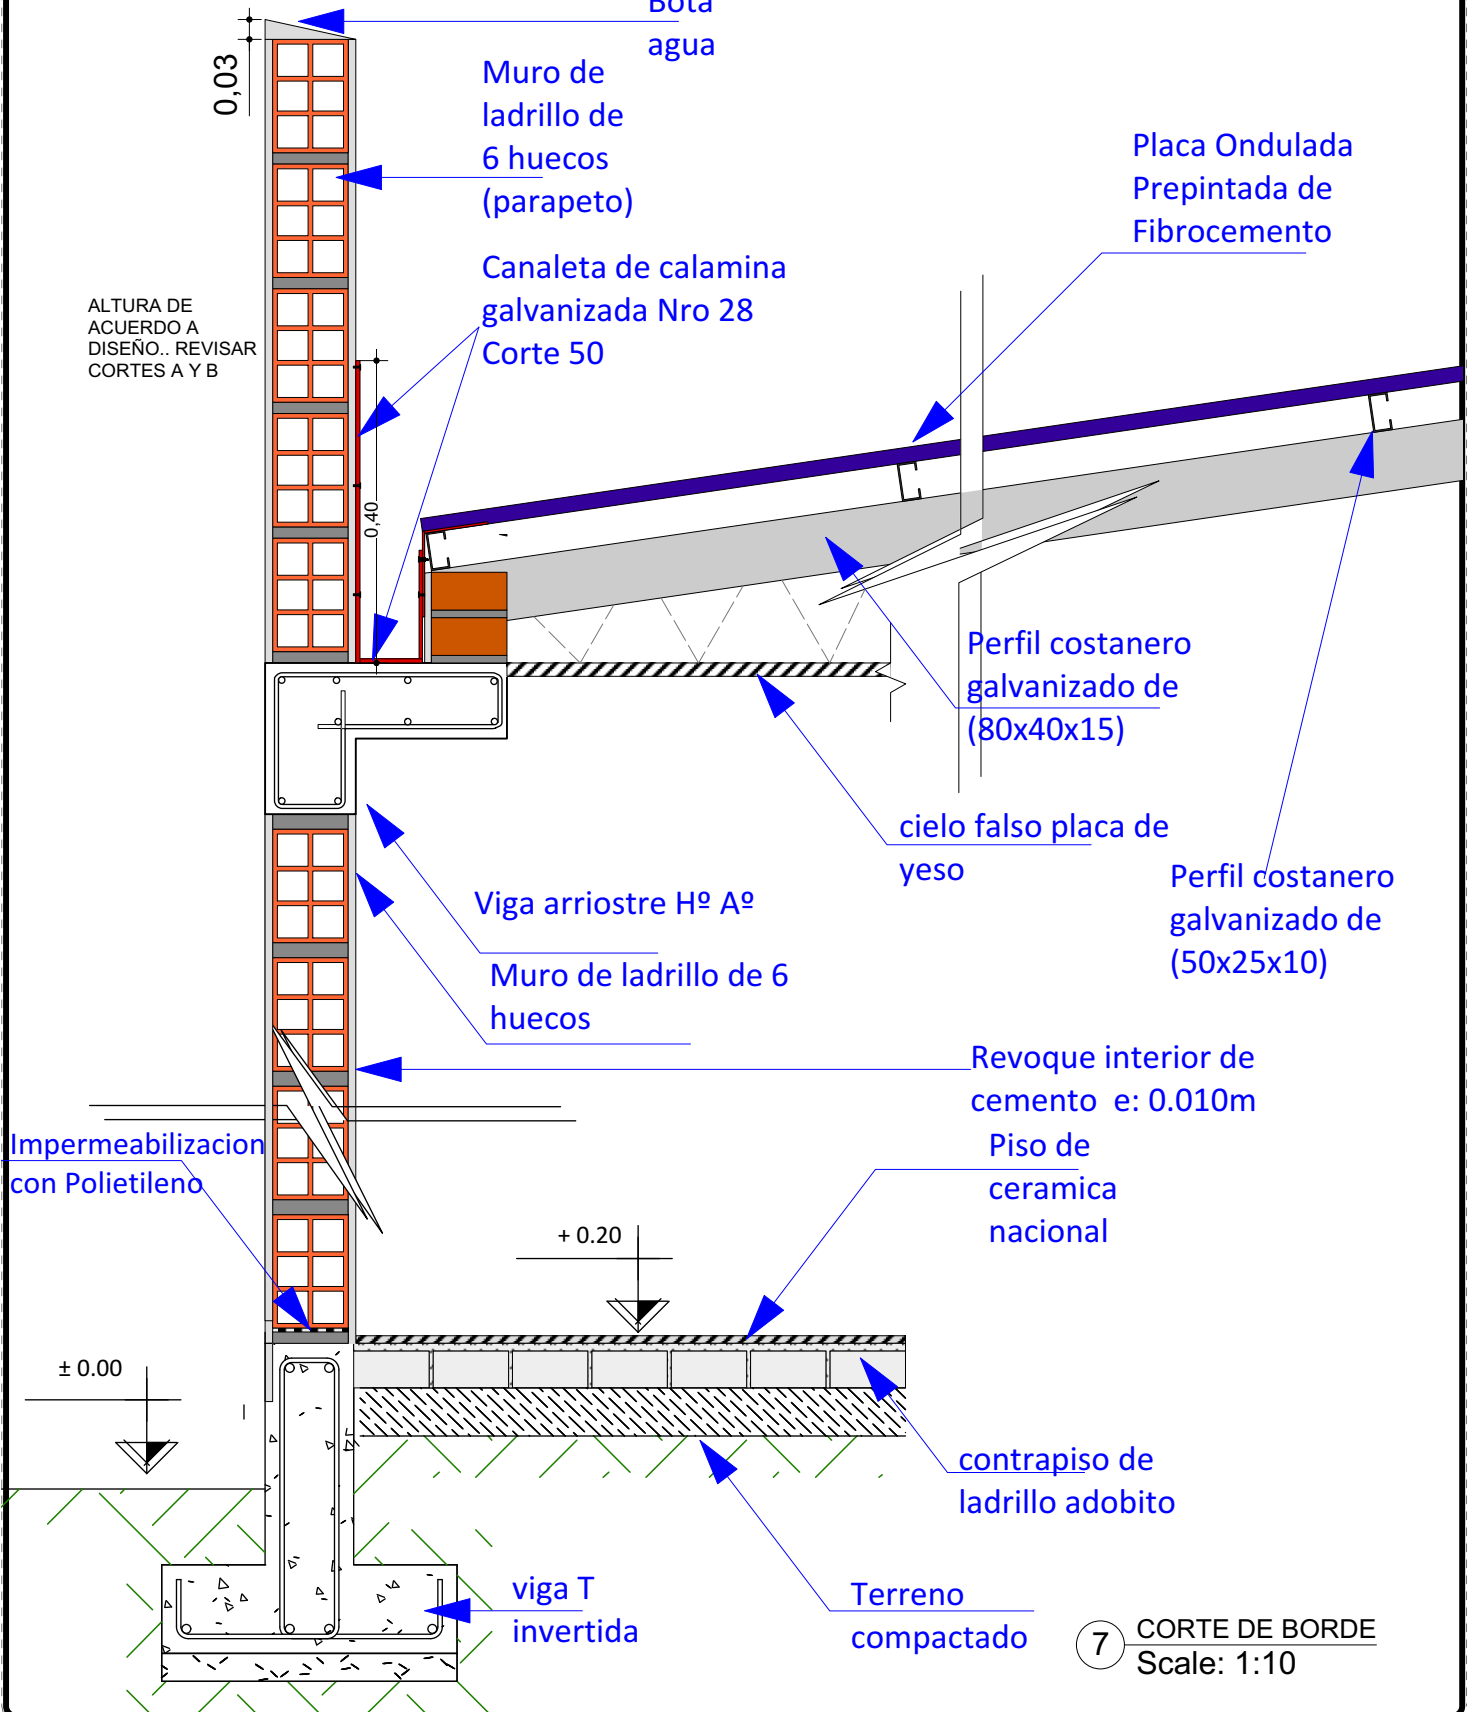 Bota
agua
0,03
Muro de
ladrillo de
6 huecos
(parapeto)
Placa Ondulada
Prepintada de
Fibrocemento
Canaleta de calamina
galvanizada Nro 28
Corte 50
ALTURA DE
ACUERDO A
DISEÑO.. REVISAR
CORTES A Y B
0,40
Perfil costanero
galvanizado de
(80x40x15)
cielo falso placa de
yeso
Perfil costanero
galvanizado de
(50x25x10)
Viga arriostre Hº Aº
Muro de ladrillo de 6
huecos
Revoque interior de
cemento e: 0.010m
Impermeabilizacion
con Polietileno
Piso de
ceramica
nacional
+ 0.20
± 0.00
contrapiso de
ladrillo adobito
viga T
invertida
Terreno
compactado
7
CORTE DE BORDE
Scale: 1:10